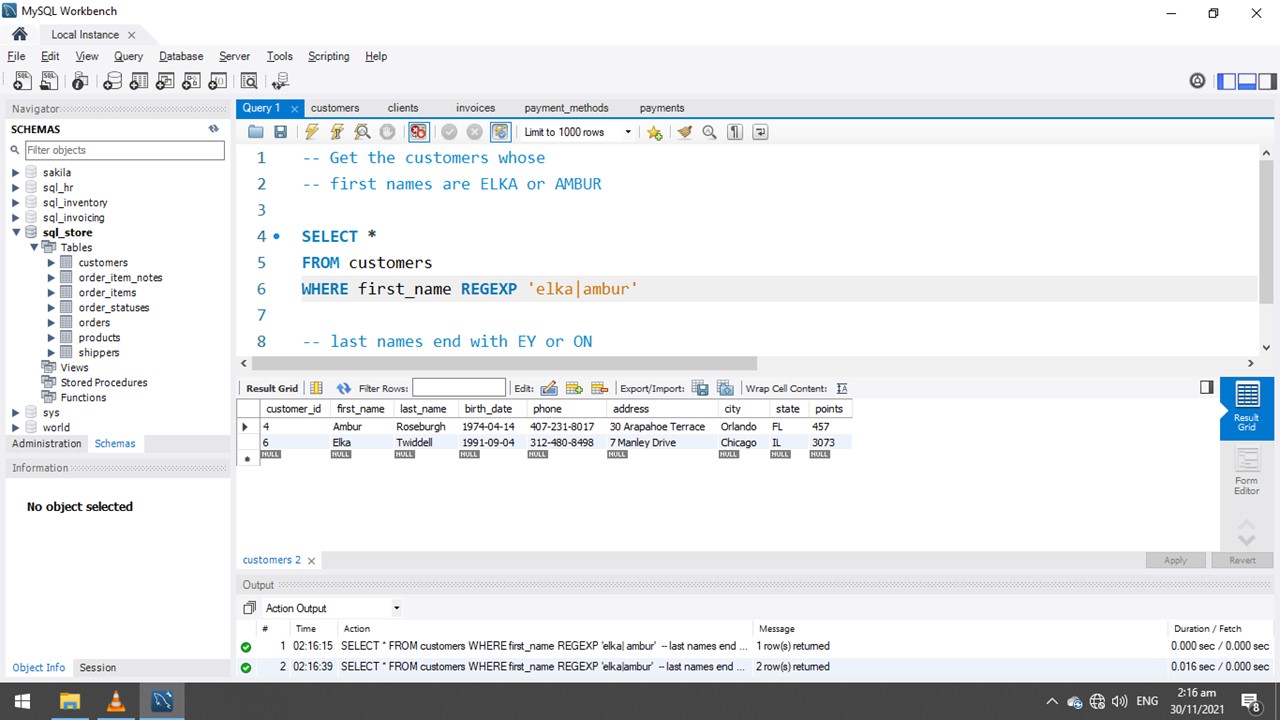 MySQL Workbench
Local Instance
File Edit View Query Database Server Tools Scripting Help
Navigator
SCHEMAS
Filter objects
sakila
sql_hr
sql_inventory
sql_invoicing
sql_store
Tables
customers
order_item_notes
order_items
order_statuses
orders
products
shippers
Views
Stored Procedures
Functions
sys
world
Administration Schemas
Information
No object selected
Object Info Session
Query 1 customers clients invoices payment_methods payments
Limit to 1000 rows
1 -- Get the customers whose
2 -- first names are ELKA or AMBUR
3
4 SELECT *
5 FROM customers
6 WHERE first_name REGEXP 'elka|ambur'
7
8 -- last names end with EY or ON
Result Grid Filter Rows: Edit: Export/Import: Wrap Cell Content:
customer_id first_name last_name birth_date phone address city state points
4 Ambur Roseburgh 1974-04-14 407-231-8017 30 Arapahoe Terrace Orlando FL 457
6 Elka Twiddell 1991-09-04 312-480-8498 7 Manley Drive Chicago IL 3073
NULL NULL NULL NULL NULL NULL NULL NULL NULL
Result Grid
Form Editor
customers 2 Apply Revert
Output
Action Output
# Time Action Message Duration / Fetch
1 02:16:15 SELECT * FROM customers WHERE first_name REGEXP 'elka| ambur' -- last names end ... 1 row(s) returned 0.000 sec / 0.000 sec
2 02:16:39 SELECT * FROM customers WHERE first_name REGEXP 'elka|ambur' -- last names end ... 2 row(s) returned 0.016 sec / 0.000 sec
ENG
2:16 am
30/11/2021
8